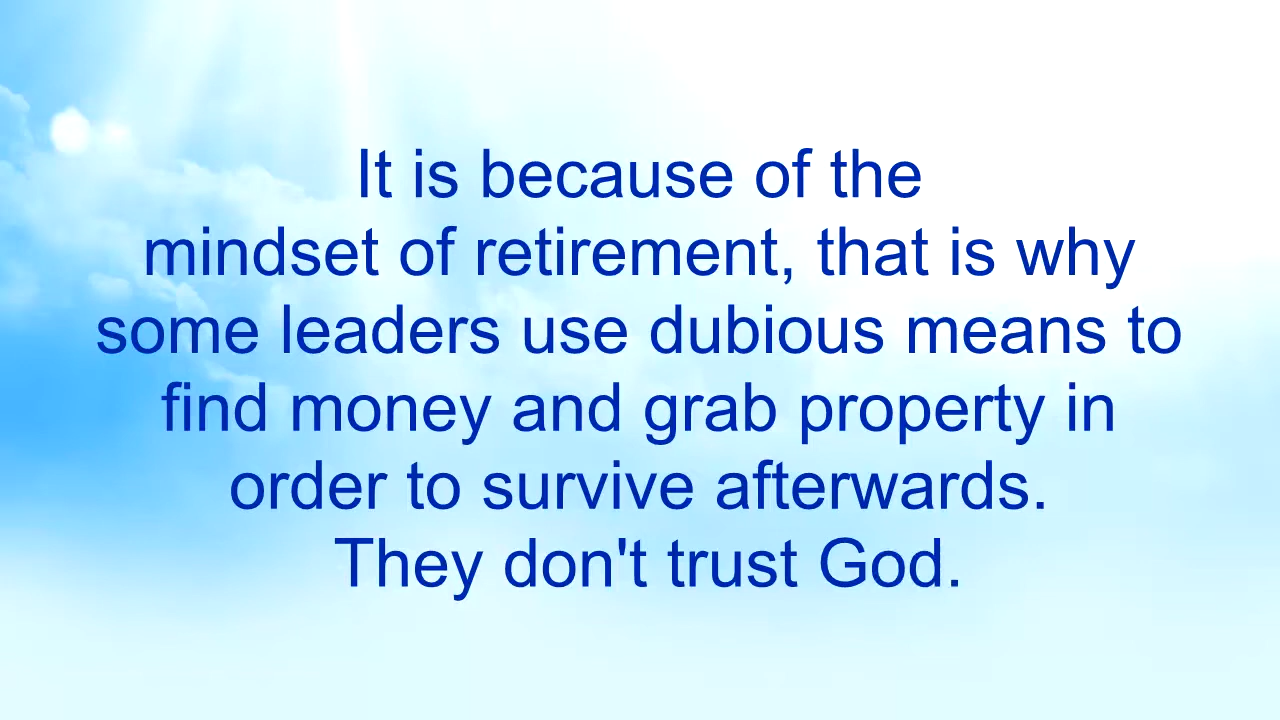 It is because of the
mindset of retirement, that is why
some leaders use dubious means to
find money and grab property in
order to survive afterwards.
They don't trust God.